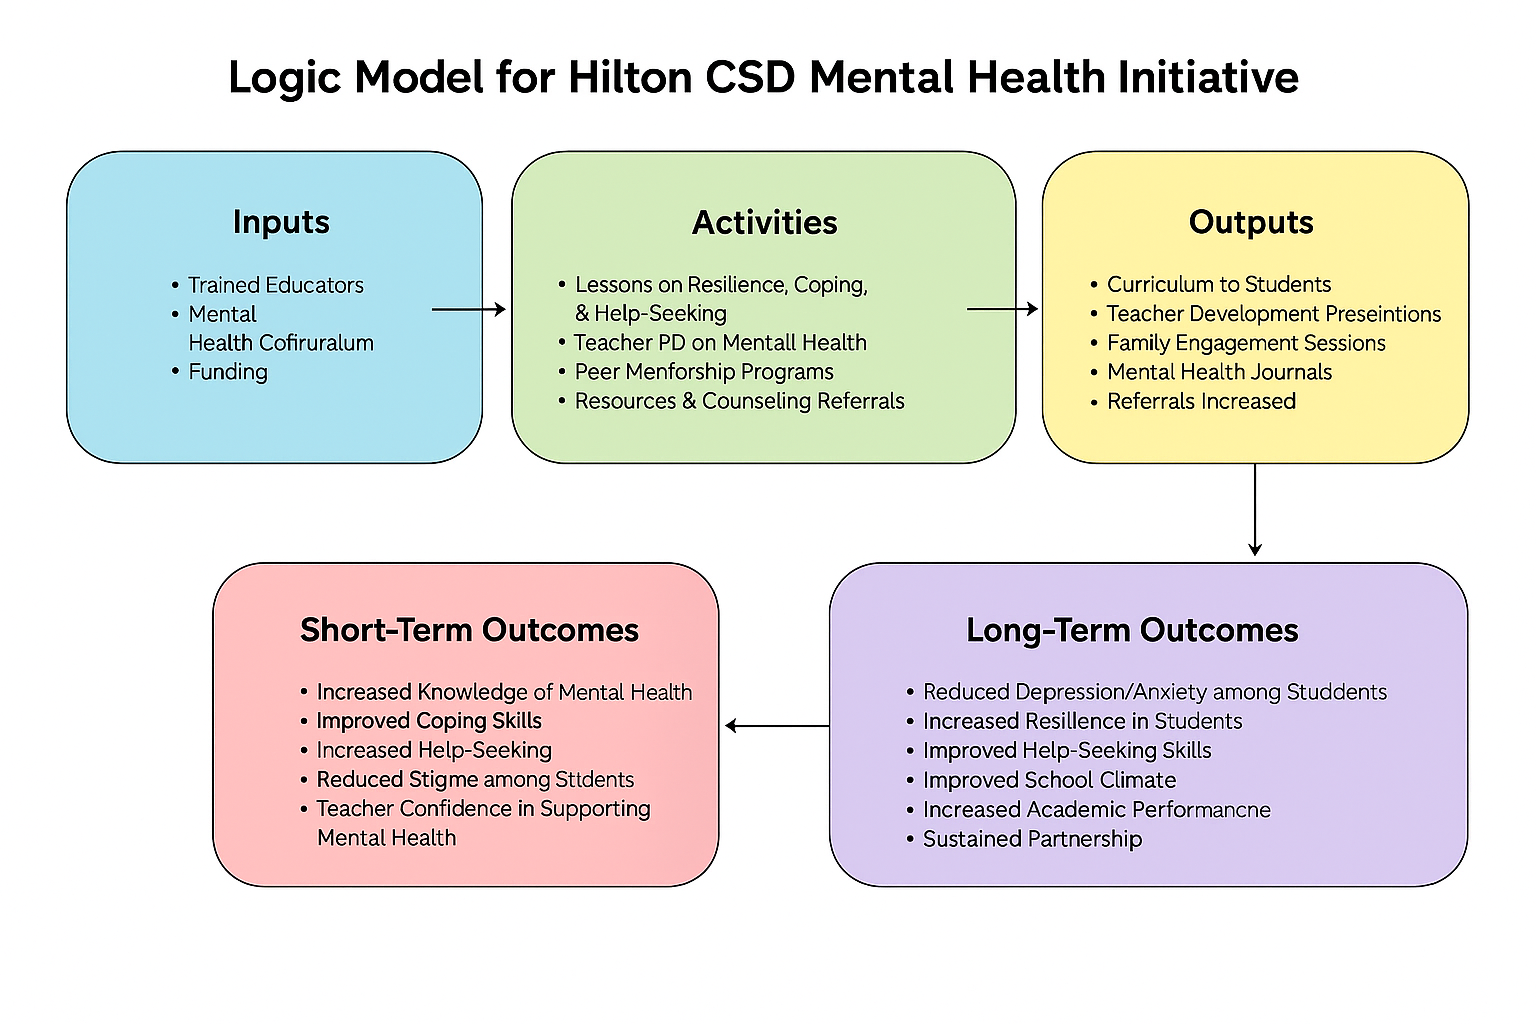 Logic Model for Hilton CSD Mental Health Initiative
Inputs
• Trained Educators
• Mental
Health Cofiruralum
• Funding
Activities
• Lessons on Resilience, Coping,
& Help-Seeking
• Teacher PD on Mentall Health
• Peer Menforship Programs
• Resources & Counseling Referrals
Outputs
• Curriculum to Students
• Teacher Development Preseintions
• Family Engagement Sessions
• Mental Health Journals
• Referrals Increased
Short-Term Outcomes
• Increased Knowledge of Mental Health
• Improved Coping Skills
• Increased Help-Seeking
• Reduced Stigme among Stldents
• Teacher Confidence in Supporting
Mental Health
Long-Term Outcomes
• Reduced Depression/Anxiety among Studdents
• Increased Resillence in Students
• Improved Help-Seeking Skills
• Improved School Climate
• Increased Academic Performancne
• Sustained Partnership